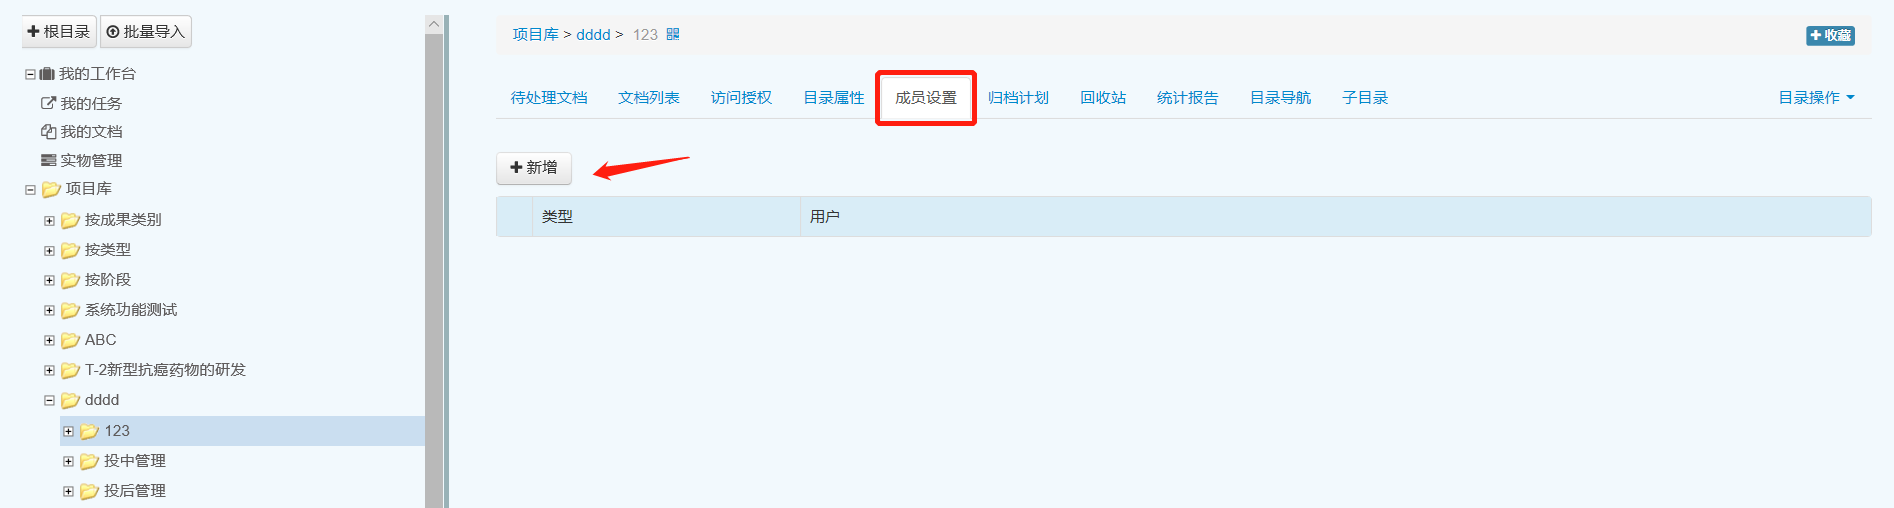 根目录 批量导入
我的工作台
我的任务
我的文档
实物管理
项目库
按成果类别
按类型
按阶段
系统功能测试
ABC
T-2新型抗癌药物的研发
dddd
123
投中管理
投后管理
项目库 > dddd > 123
收藏
待处理文档 文档列表 访问授权 目录属性 成员设置 归档计划 回收站 统计报告 目录导航 子目录 目录操作
新增
类型 用户